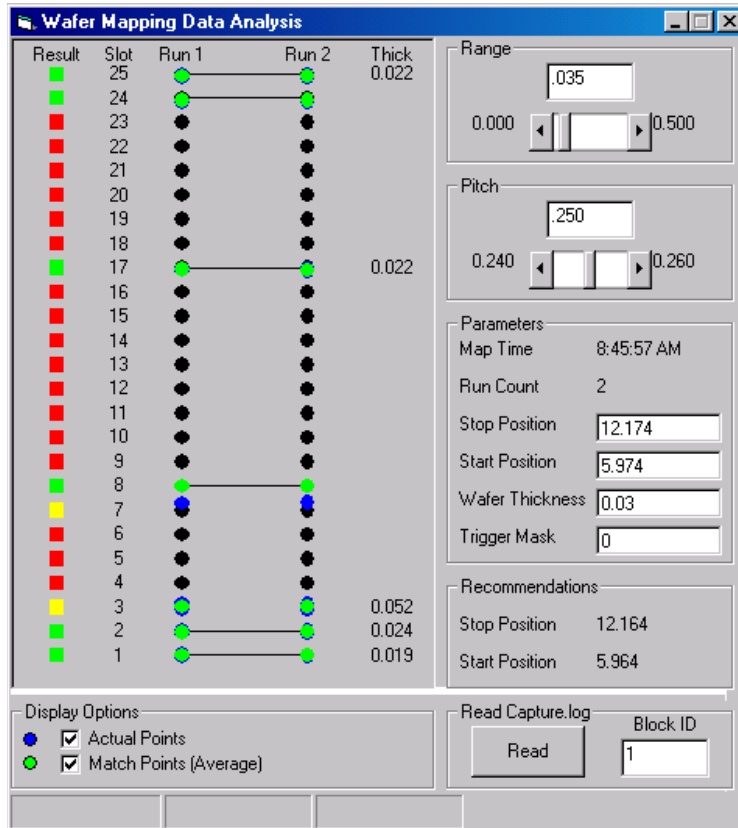 Wafer Mapping Data Analysis
Result Slot Run 1 Run 2 Thick
25 0.022
24
23
22
21
20
19
18
17 0.022
16
15
14
13
12
11
10
9
8
7
6
5
4
3 0.052
2 0.024
1 0.019
Range
.035
0.000 0.500
Pitch
.250
0.240 0.260
Parameters
Map Time 8:45:57 AM
Run Count 2
Stop Position 12.174
Start Position 5.974
Wafer Thickness 0.03
Trigger Mask 0
Recommendations
Stop Position 12.164
Start Position 5.964
Display Options
Actual Points
Match Points (Average)
Read Capture.log
Block ID
Read 1